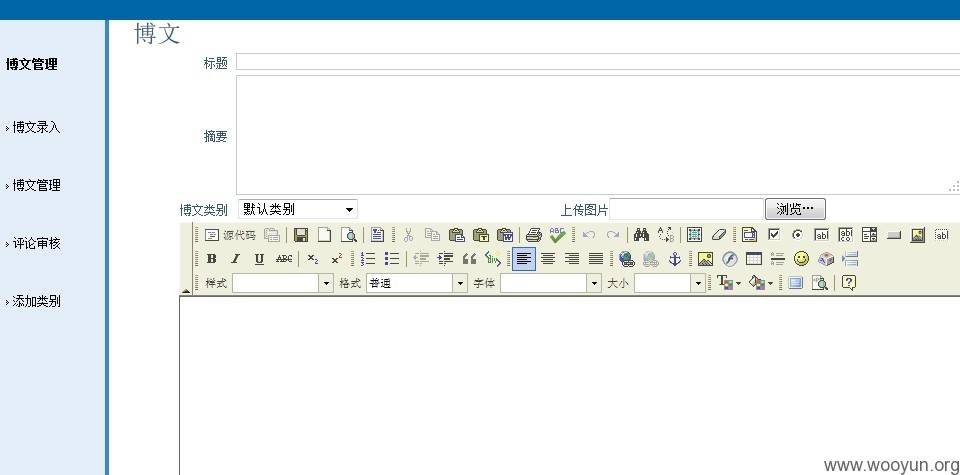 博文
博文管理
标题
博文录入
摘要
博文管理
博文类别 默认类别 上传图片 浏览…
源代码
评论审核
B I U ABC x₂ x²
样式 格式 普通 字体 大小
添加类别
www.wooyun.org